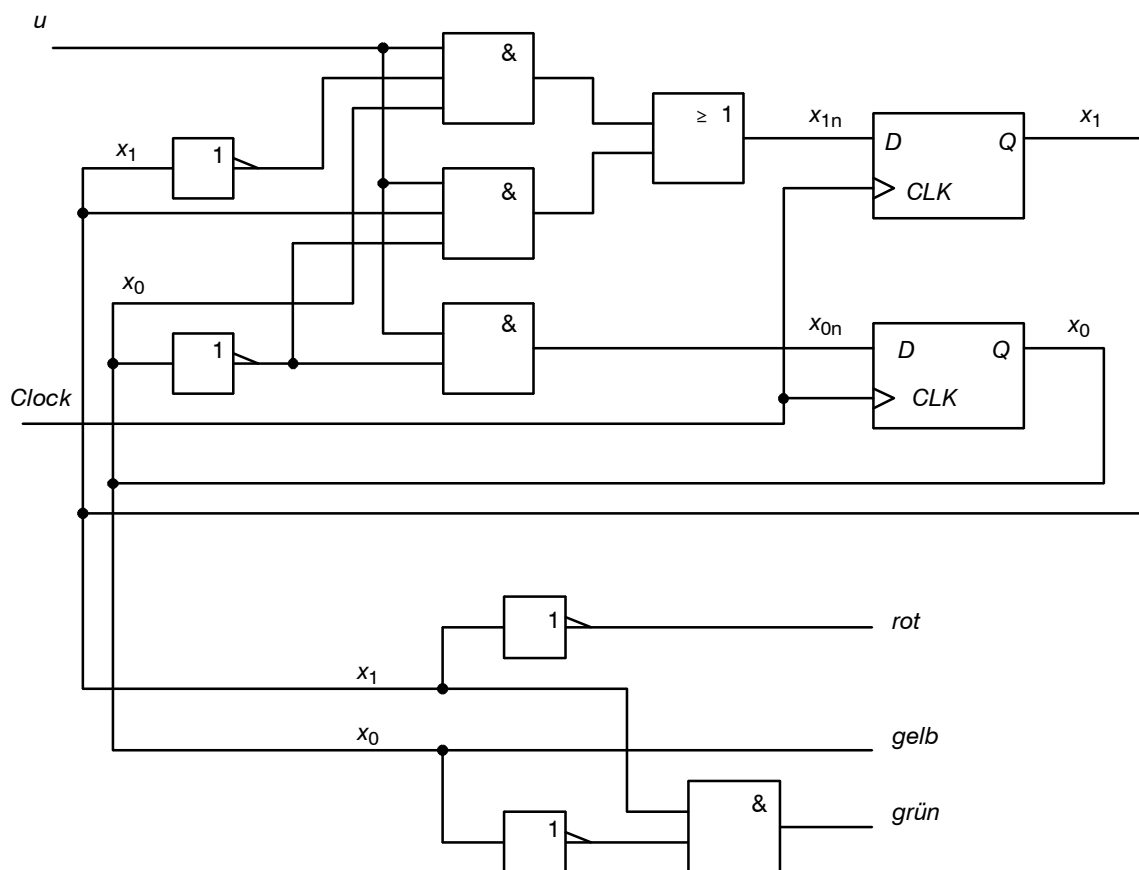 u
&
≥ 1
x1n
x1
D Q
CLK
x1
1
&
x0
&
x0n
x0
1
D Q
CLK
Clock
1
rot
x1
x0
gelb
&
grün
1